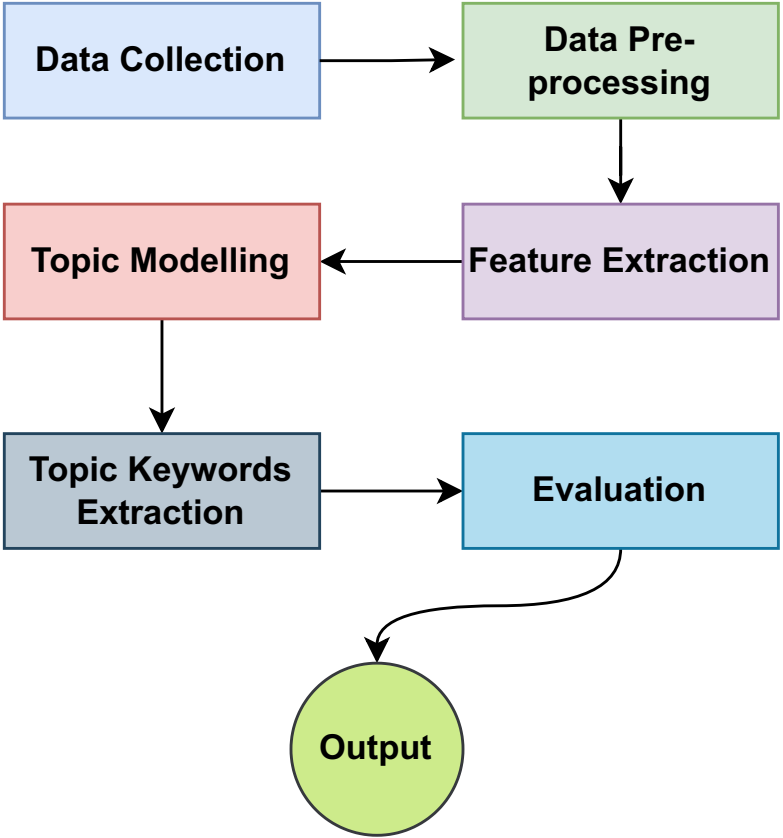 Data Collection
Data Pre-
processing
Topic Modelling
Feature Extraction
Topic Keywords
Extraction
Evaluation
Output